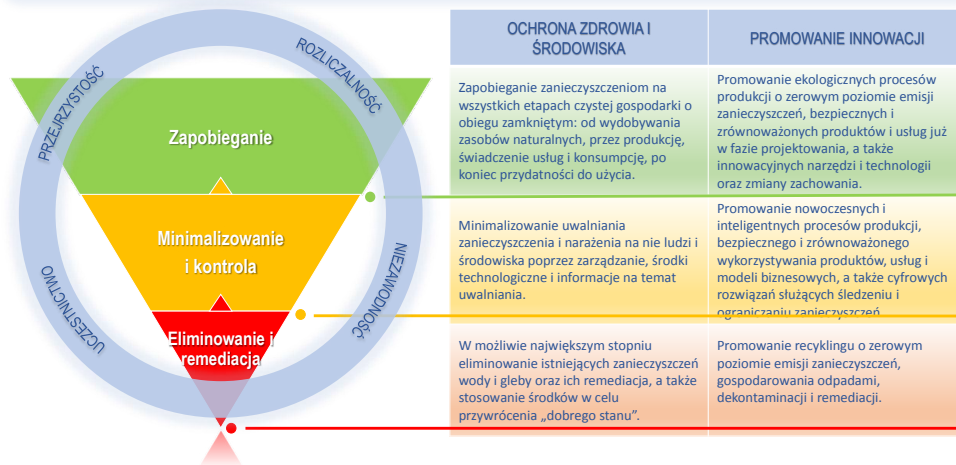 PRZEJRZYSTOŚĆ
ROZLICZALNOŚĆ
UCZESTNICTWO
NIEZAWODNOŚĆ
Zapobieganie
Minimalizowanie
i kontrola
Eliminowanie i
remediacja
OCHRONA ZDROWIA I
ŚRODOWISKA
PROMOWANIE INNOWACJI
Zapobieganie zanieczyszczeniom na
wszystkich etapach czystej gospodarki o
obiegu zamkniętym: od wydobywania
zasobów naturalnych, przez produkcję,
świadczenie usług i konsumpcję, po
koniec przydatności do użycia.
Promowanie ekologicznych procesów
produkcji o zerowym poziomie emisji
zanieczyszczeń, bezpiecznych i
zrównoważonych produktów i usług już
w fazie projektowania, a także
innowacyjnych narzędzi i technologii
oraz zmiany zachowania.
Minimalizowanie uwalniania
zanieczyszczenia i narażenia na nie ludzi i
środowiska poprzez zarządzanie, środki
technologiczne i informacje na temat
uwalniania.
Promowanie nowoczesnych i
inteligentnych procesów produkcji,
bezpiecznego i zrównoważonego
wykorzystywania produktów, usług i
modeli biznesowych, a także cyfrowych
rozwiązań służących śledzeniu i
ograniczaniu zanieczyszczeń.
W możliwie największym stopniu
eliminowanie istniejących zanieczyszczeń
wody i gleby oraz ich remediacja, a także
stosowanie środków w celu
przywrócenia „dobrego stanu”.
Promowanie recyklingu o zerowym
poziomie emisji zanieczyszczeń,
gospodarowania odpadami,
dekontaminacji i remediacji.